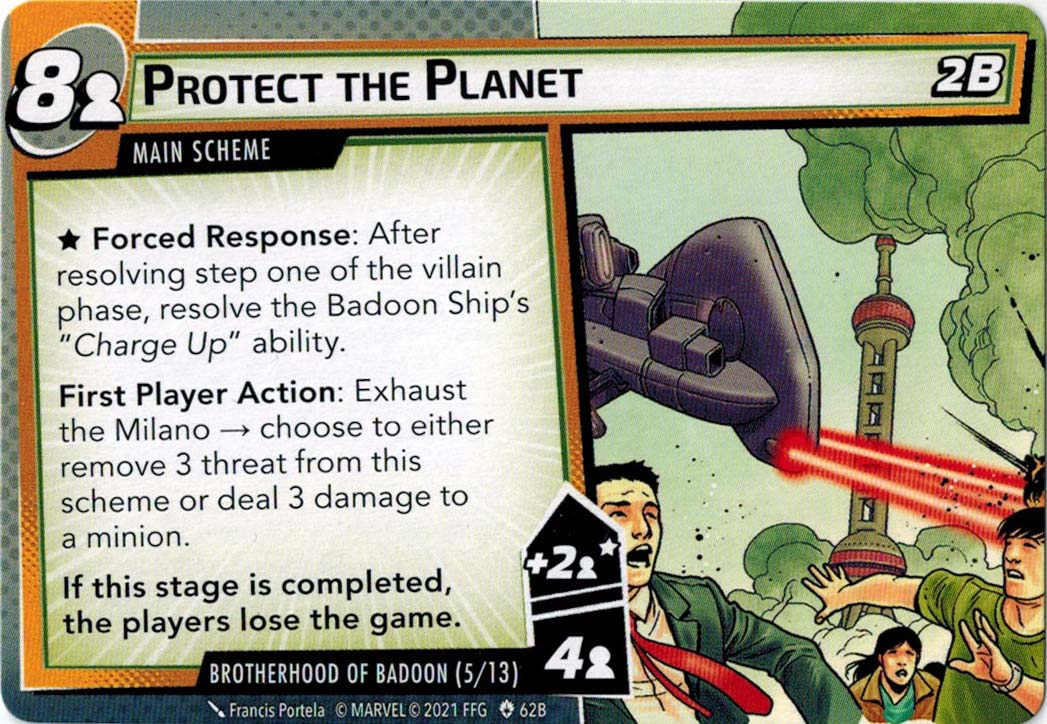 8
PROTECT THE PLANET
2B
MAIN SCHEME
★ Forced Response: After
resolving step one of the villain
phase, resolve the Badoon Ship's
"Charge Up" ability.
First Player Action: Exhaust
the Milano → choose to either
remove 3 threat from this
scheme or deal 3 damage to
a minion.
If this stage is completed,
the players lose the game.
+2 ★
4
BROTHERHOOD OF BADOON (5/13)
Francis Portela © MARVEL © 2021 FFG 62B